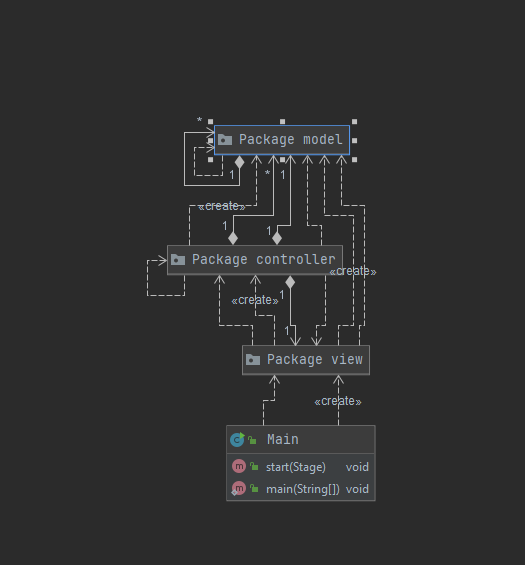 *
Package model
1
*
1
«create»
1
1
Package controller
«create»
«create»
1
1
Package view
«create»
Main
start(Stage) void
main(String[]) void